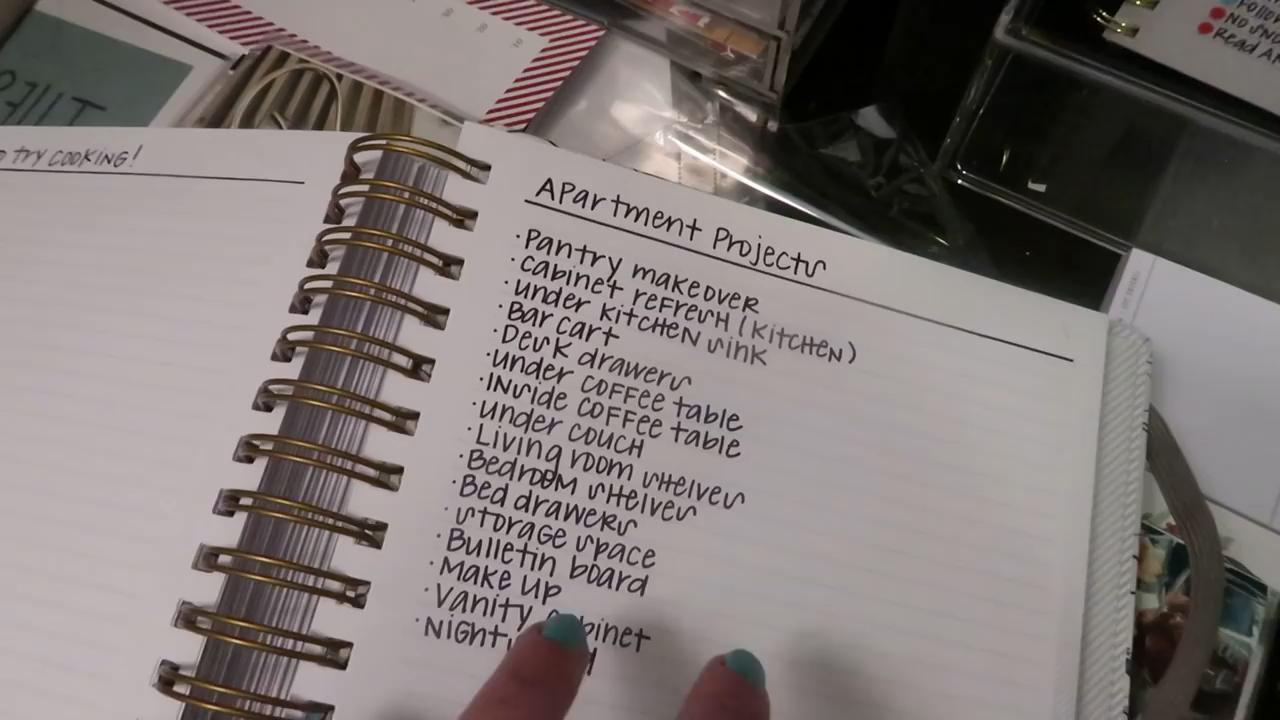 TRY COOKING!
Apartment Projects
· Pantry makeover
· cabinet refresh (kitchen)
· under kitchen sink
· Bar cart
· Desk drawers
· under coffee table
· Inside coffee table
· under couch
· Living room shelves
· Bedroom shelves
· Bed drawers
· storage space
· Bulletin board
· Make up
· Vanity cabinet
NO
Read